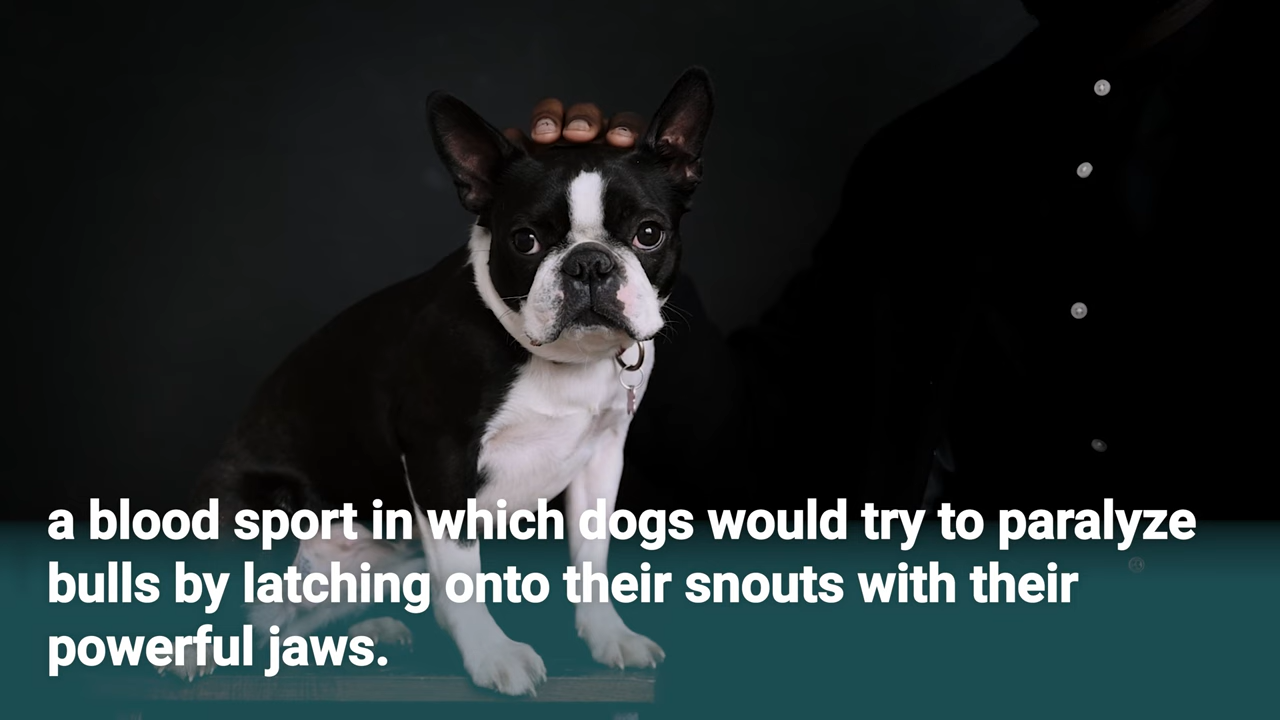 a blood sport in which dogs would try to paralyze
bulls by latching onto their snouts with their
powerful jaws.